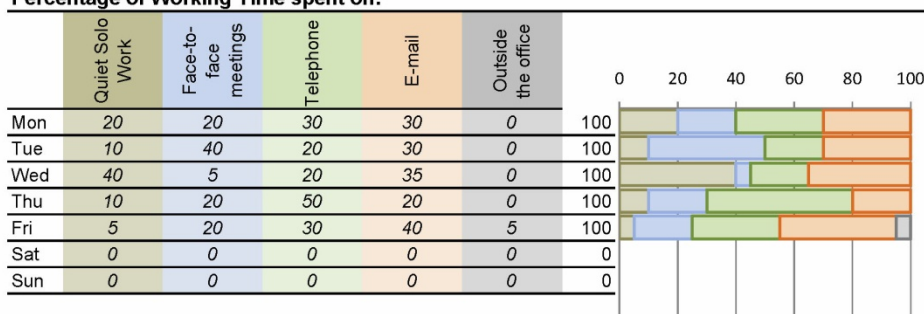 Percentage of Working Time spent on:
Quiet Solo Work
Face-to-face meetings
Telephone
E-mail
Outside the office
0 20 40 60 80 100
Mon 20 20 30 30 0 100
Tue 10 40 20 30 0 100
Wed 40 5 20 35 0 100
Thu 10 20 50 20 0 100
Fri 5 20 30 40 5 100
Sat 0 0 0 0 0 0
Sun 0 0 0 0 0 0